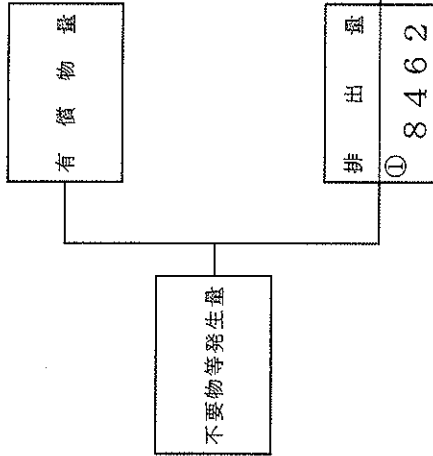 有償物量
不要物等発生量
排出量
①
8462